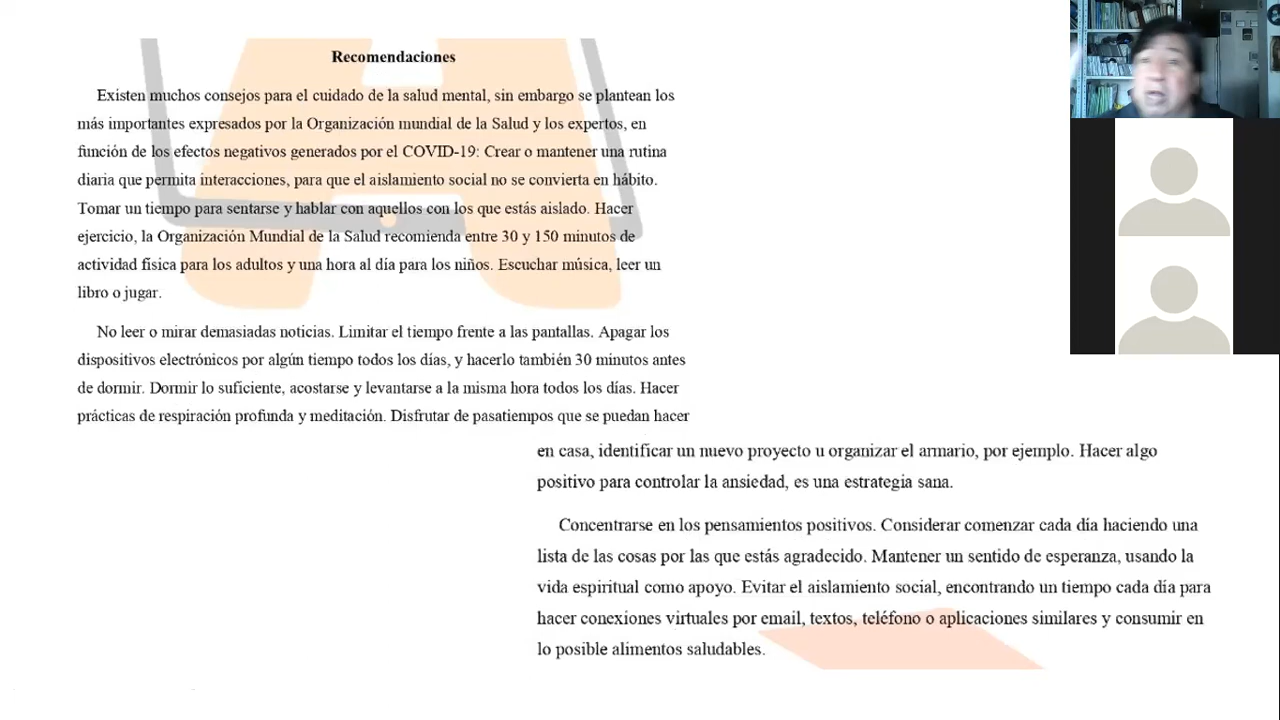 Recomendaciones
Existen muchos consejos para el cuidado de la salud mental, sin embargo se plantean los
más importantes expresados por la Organización mundial de la Salud y los expertos, en
función de los efectos negativos generados por el COVID-19: Crear o mantener una rutina
diaria que permita interacciones, para que el aislamiento social no se convierta en hábito.
Tomar un tiempo para sentarse y hablar con aquellos con los que estás aislado. Hacer
ejercicio, la Organización Mundial de la Salud recomienda entre 30 y 150 minutos de
actividad física para los adultos y una hora al día para los niños. Escuchar música, leer un
libro o jugar.
No leer o mirar demasiadas noticias. Limitar el tiempo frente a las pantallas. Apagar los
dispositivos electrónicos por algún tiempo todos los días, y hacerlo también 30 minutos antes
de dormir. Dormir lo suficiente, acostarse y levantarse a la misma hora todos los días. Hacer
prácticas de respiración profunda y meditación. Disfrutar de pasatiempos que se puedan hacer
en casa, identificar un nuevo proyecto u organizar el armario, por ejemplo. Hacer algo
positivo para controlar la ansiedad, es una estrategia sana.
Concentrarse en los pensamientos positivos. Considerar comenzar cada día haciendo una
lista de las cosas por las que estás agradecido. Mantener un sentido de esperanza, usando la
vida espiritual como apoyo. Evitar el aislamiento social, encontrando un tiempo cada día para
hacer conexiones virtuales por email, textos, teléfono o aplicaciones similares y consumir en
lo posible alimentos saludables.